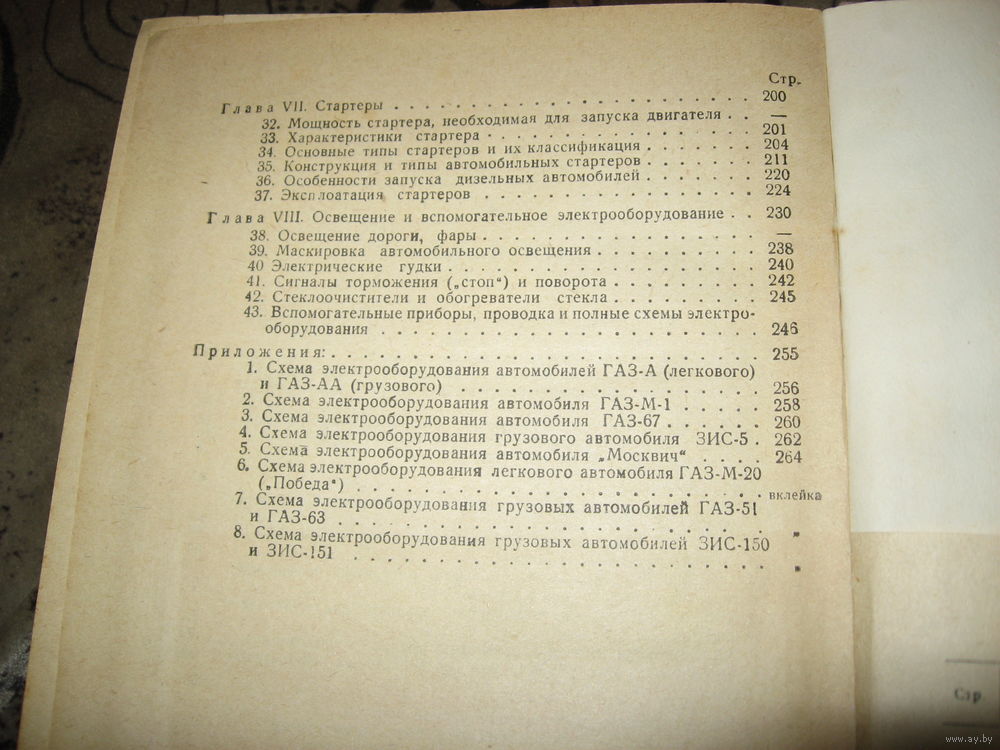 Стр.
Глава VII. Стартеры . . . . . . . . . . . . . . . . . . . . . . 200
32. Мощность стартера, необходимая для запуска двигателя . . —
33. Характеристики стартера . . . . . . . . . . . . . . . . . 201
34. Основные типы стартеров и их классификация . . . . . . . 204
35. Конструкция и типы автомобильных стартеров . . . . . . . 211
36. Особенности запуска дизельных автомобилей . . . . . . . 220
37. Эксплоатация стартеров . . . . . . . . . . . . . . . . . 224
Глава VIII. Освещение и вспомогательное электрооборудование . . 230
38. Освещение дороги, фары . . . . . . . . . . . . . . . . . —
39. Маскировка автомобильного освещения . . . . . . . . . . 238
40 Электрические гудки . . . . . . . . . . . . . . . . . . . 240
41. Сигналы торможения („стоп“) и поворота . . . . . . . . . 242
42. Стеклоочистители и обогреватели стекла . . . . . . . . . 245
43. Вспомогательные приборы, проводка и полные схемы электро-
оборудования . . . . . . . . . . . . . . . . . . . . . . . 246
Приложения: . . . . . . . . . . . . . . . . . . . . . . . . . 255
1. Схема электрооборудования автомобилей ГАЗ-А (легкового)
и ГАЗ-АА (грузового) . . . . . . . . . . . . . . . . . . 256
2. Схема электрооборудования автомобиля ГАЗ-М-1 . . . . . 258
3. Схема электрооборудования автомобиля ГАЗ-67 . . . . . . 260
4. Схема электрооборудования грузового автомобиля ЗИС-5 . 262
5. Схема электрооборудования автомобиля „Москвич“ . . . . 264
6. Схема электрооборудования легкового автомобиля ГАЗ-М-20
(„Победа“) . . . . . . . . . . . . . . . . . . . . . . . вклейка
7. Схема электрооборудования грузовых автомобилей ГАЗ-51
и ГАЗ-63 . . . . . . . . . . . . . . . . . . . . . . . . "
8. Схема электрооборудования грузовых автомобилей ЗИС-150
и ЗИС-151 . . . . . . . . . . . . . . . . . . . . . . . . "
Стр.
www.ay.by